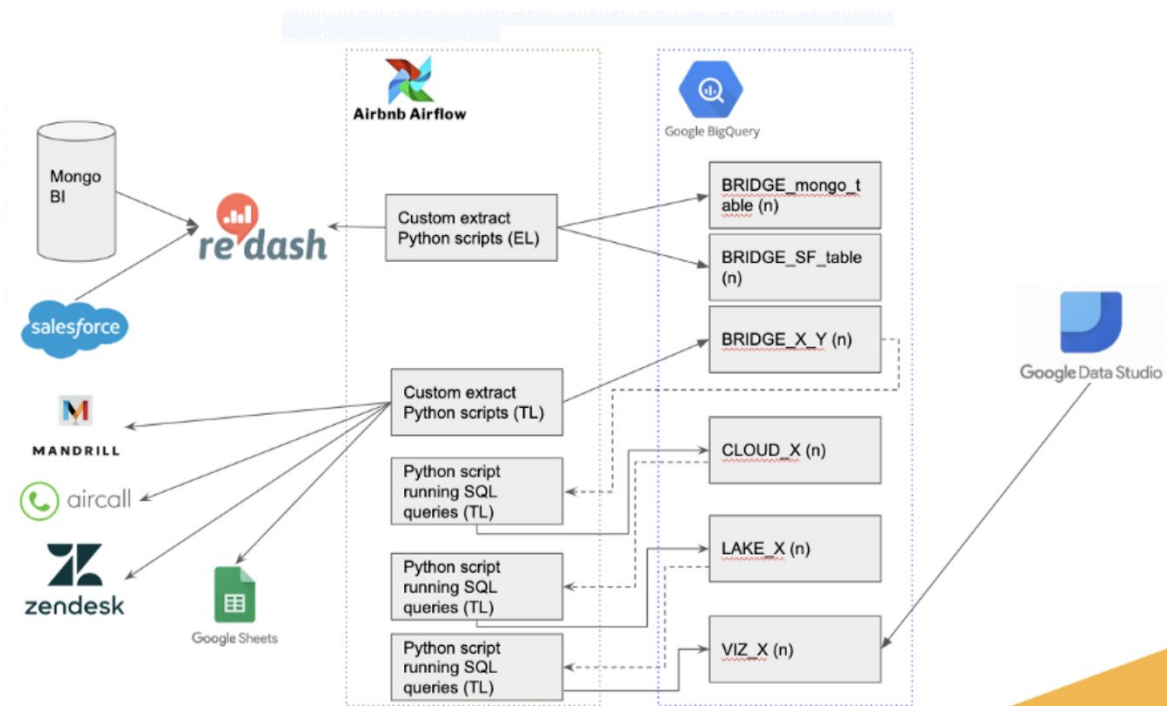 Airbnb Airflow
Google BigQuery
Mongo
BI
re:dash
salesforce
MANDRILL
aircall
zendesk
Google Sheets
Custom extract
Python scripts (EL)
Custom extract
Python scripts (TL)
Python script
running SQL
queries (TL)
Python script
running SQL
queries (TL)
Python script
running SQL
queries (TL)
BRIDGE_mongo_t
able (n)
BRIDGE_SF_table
(n)
BRIDGE_X_Y (n)
CLOUD_X (n)
LAKE_X (n)
VIZ_X (n)
Google Data Studio